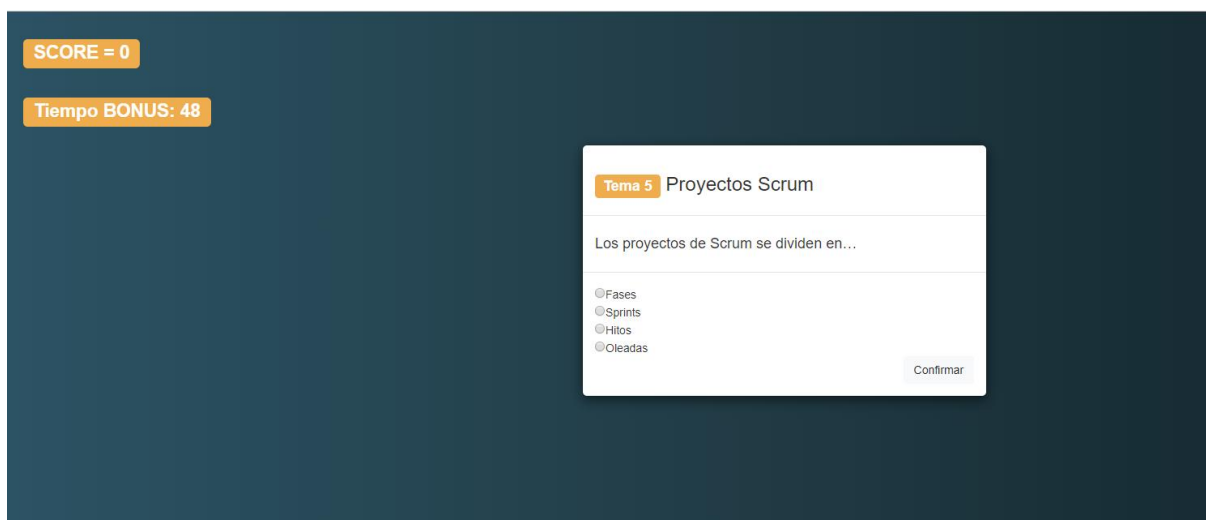 SCORE = 0
Tiempo BONUS: 48
Tema 5 Proyectos Scrum
Los proyectos de Scrum se dividen en…
Fases
Sprints
Hitos
Oleadas
Confirmar